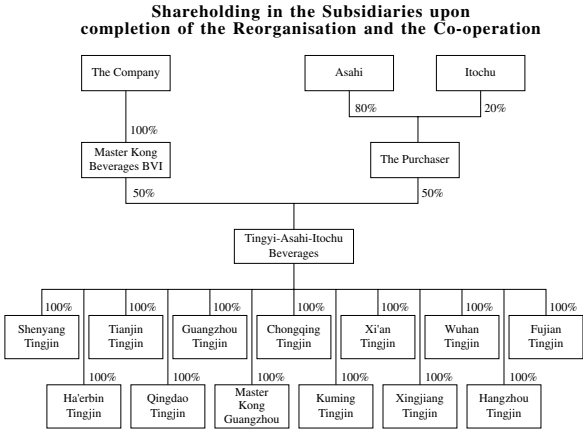 Shareholding in the Subsidiaries upon
completion of the Reorganisation and the Co-operation
The Company
Asahi
Itochu
80%
20%
100%
Master Kong
Beverages BVI
The Purchaser
50%
50%
Tingyi-Asahi-Itochu
Beverages
100%
100%
100%
100%
100%
100%
100%
Shenyang
Tingjin
Tianjin
Tingjin
Guangzhou
Tingjin
Chongqing
Tingjin
Xi'an
Tingjin
Wuhan
Tingjin
Fujian
Tingjin
100%
100%
100%
100%
100%
100%
Ha'erbin
Tingjin
Qingdao
Tingjin
Master
Kong
Guangzhou
Kuming
Tingjin
Xingjiang
Tingjin
Hangzhou
Tingjin